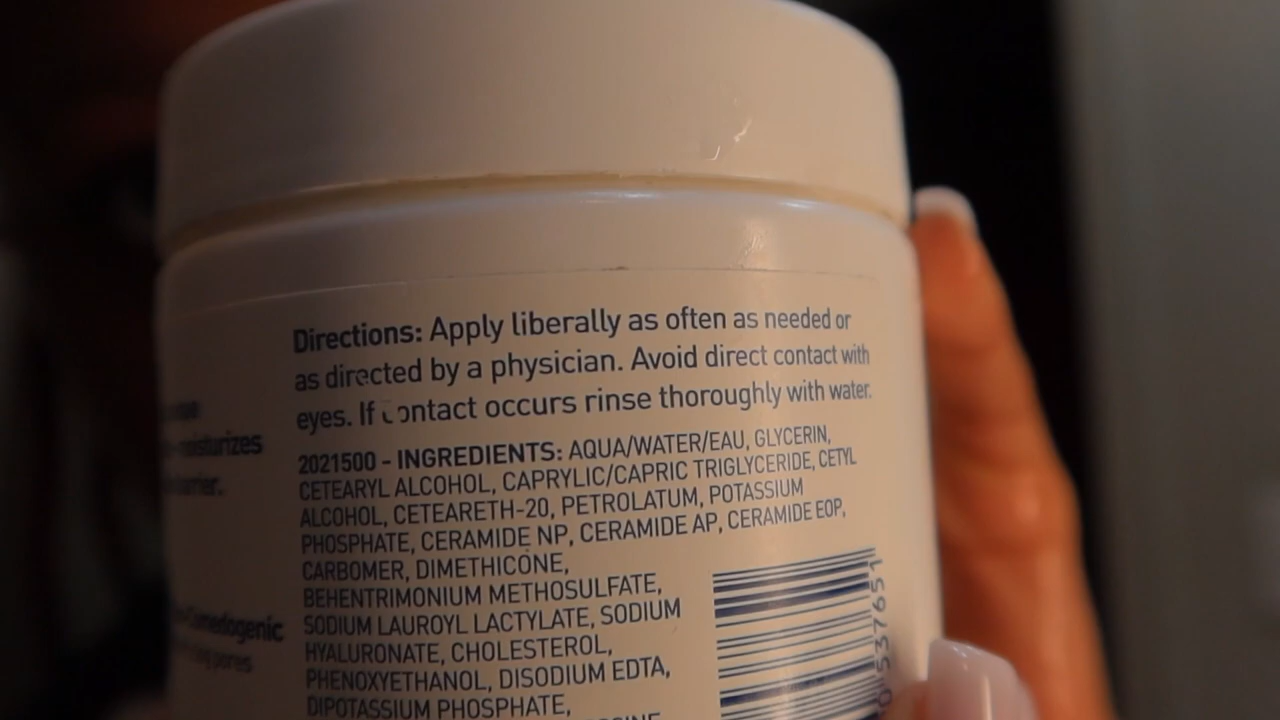 Directions: Apply liberally as often as needed or
as directed by a physician. Avoid direct contact with
eyes. If contact occurs rinse thoroughly with water.
2021500 - INGREDIENTS: AQUA/WATER/EAU, GLYCERIN,
CETEARYL ALCOHOL, CAPRYLIC/CAPRIC TRIGLYCERIDE, CETYL
ALCOHOL, CETEARETH-20, PETROLATUM, POTASSIUM
PHOSPHATE, CERAMIDE NP, CERAMIDE AP, CERAMIDE EOP,
CARBOMER, DIMETHICONE,
BEHENTRIMONIUM METHOSULFATE,
SODIUM LAUROYL LACTYLATE, SODIUM
HYALURONATE, CHOLESTEROL,
PHENOXYETHANOL, DISODIUM EDTA,
DIPOTASSIUM PHOSPHATE,
moisturizes
barrier.
pores
537651